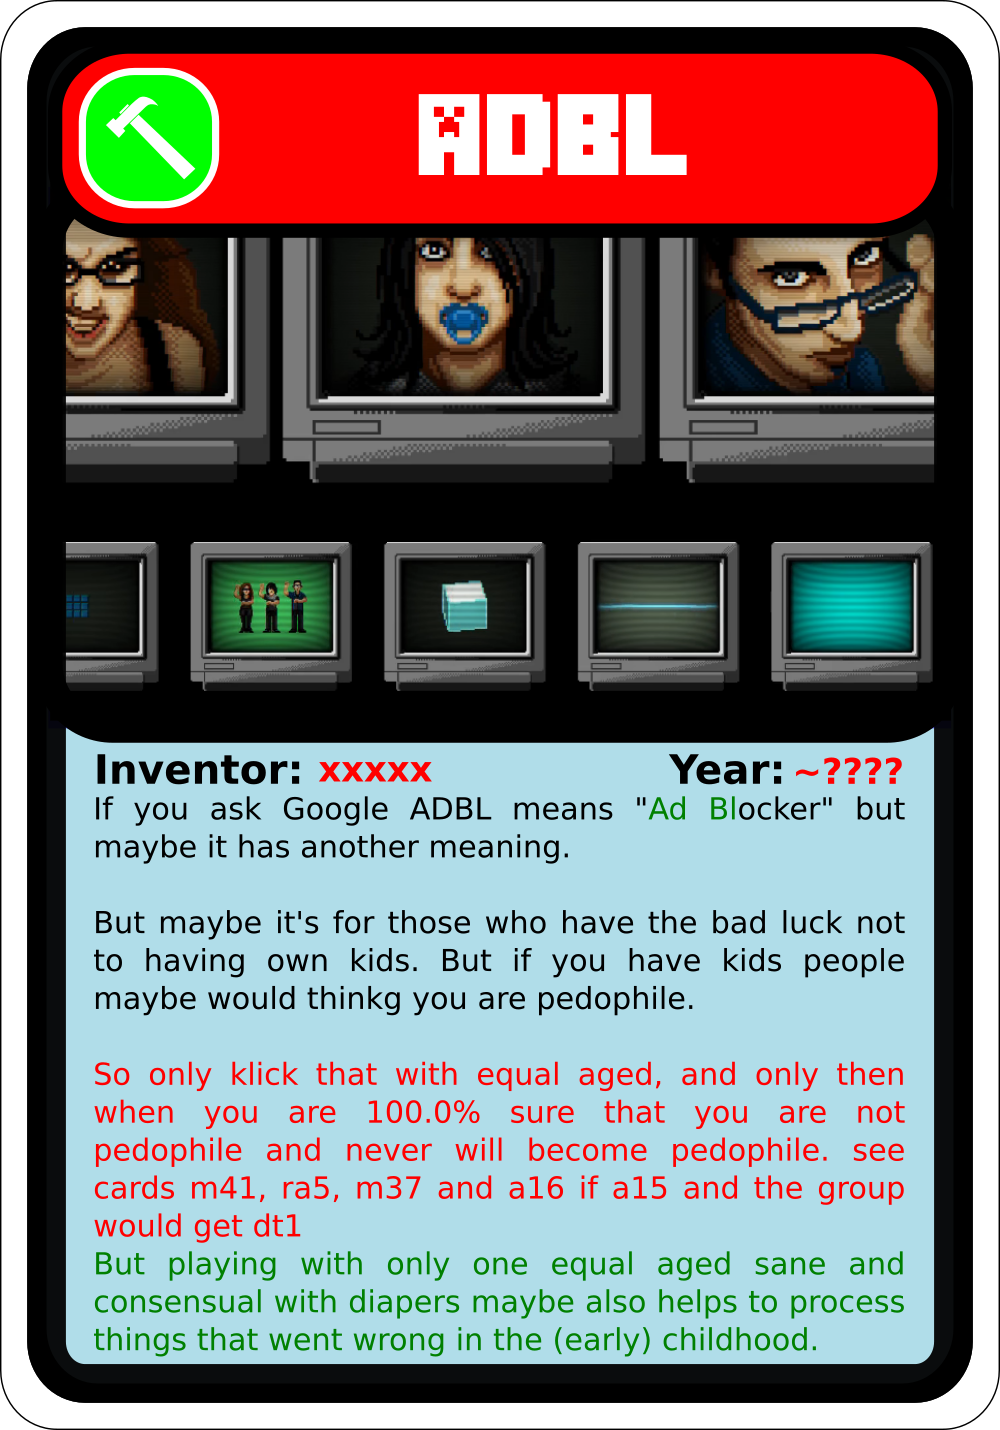 ADBL
Inventor: xxxxx Year: ~????
If you ask Google ADBL means "Ad Blocker" but
maybe it has another meaning.
But maybe it's for those who have the bad luck not
to having own kids. But if you have kids people
maybe would thinkg you are pedophile.
So only klick that with equal aged, and only then
when you are 100.0% sure that you are not
pedophile and never will become pedophile. see
cards m41, ra5, m37 and a16 if a15 and the group
would get dt1
But playing with only one equal aged sane and
consensual with diapers maybe also helps to process
things that went wrong in the (early) childhood.